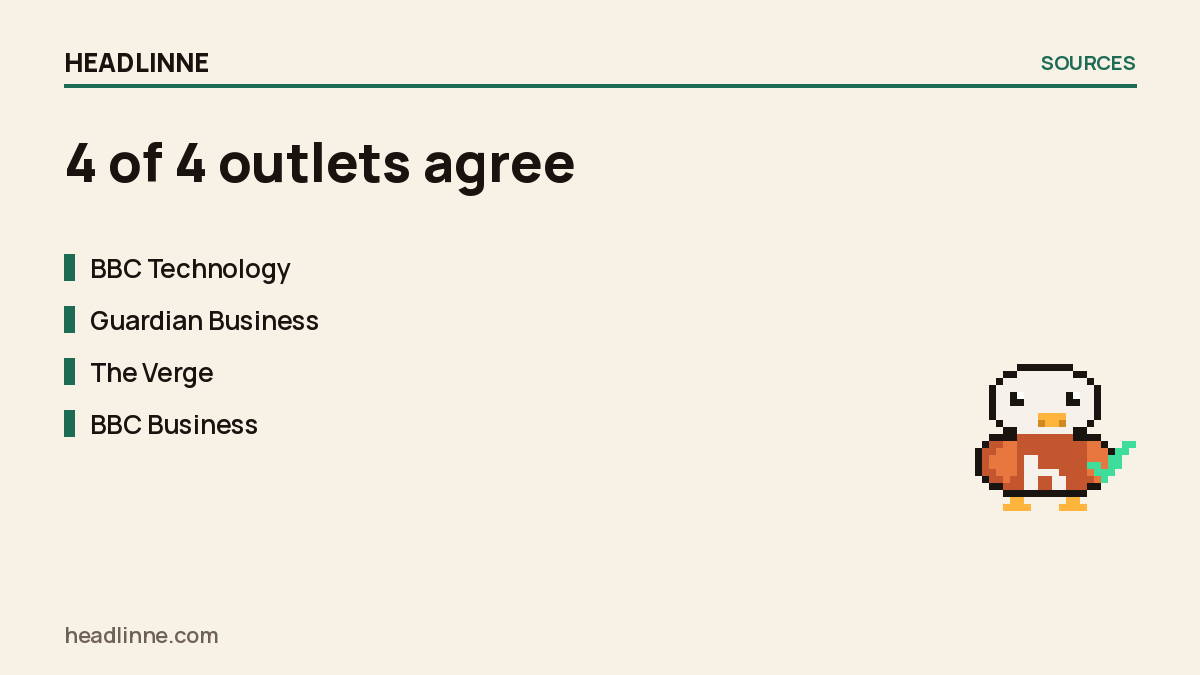 HEADLINNE
SOURCES
4 of 4 outlets agree
BBC Technology
Guardian Business
The Verge
BBC Business
h
headlinne.com